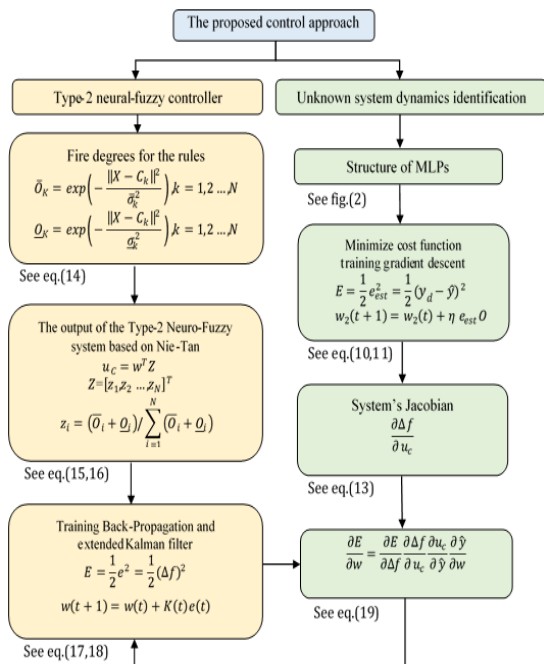 The proposed control approach
Type-2 neural-fuzzy controller
Fire degrees for the rules
Ō_K = exp(− ‖X − C_k‖² / σ̄_k²), k = 1,2 …,N
O̲_K = exp(− ‖X − C_k‖² / σ̲_k²), k = 1,2 …,N
See eq.(14)
The output of the Type-2 Neuro-Fuzzy
system based on Nie-Tan
u_C = w^T Z
Z=[z_1,z_2 …,z_N]^T
z_i = (O̅_i + O̲_i)/ ∑_{i=1}^{N} (O̅_i + O̲_i)
See eq.(15,16)
Training Back-Propagation and
extended Kalman filter
E = 1/2 e² = 1/2 (Δf)²
w(t + 1) = w(t) + K(t)e(t)
See eq.(17,18)
Unknown system dynamics identification
Structure of MLPs
See fig.(2)
Minimize cost function
training gradient descent
E = 1/2 e_est² = 1/2 (y_d − ŷ)²
w_2(t + 1) = w_2(t) + η e_est O
See eq.(10,11)
System's Jacobian
∂Δf / ∂u_c
See eq.(13)
∂E/∂w = ∂E/∂Δf ∂Δf/∂u_c ∂u_c/∂ŷ ∂ŷ/∂w
See eq.(19)